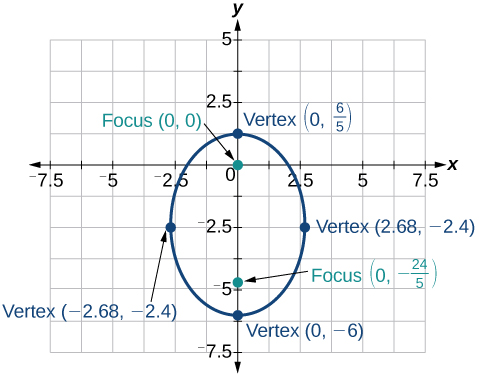 y
5
2.5
Focus (0, 0)
Vertex (0, 6/5)
x
−7.5
−5
−2.5
0
2.5
5
7.5
−2.5
Vertex (2.68, −2.4)
Focus (0, −24/5)
−5
Vertex (−2.68, −2.4)
Vertex (0, −6)
−7.5